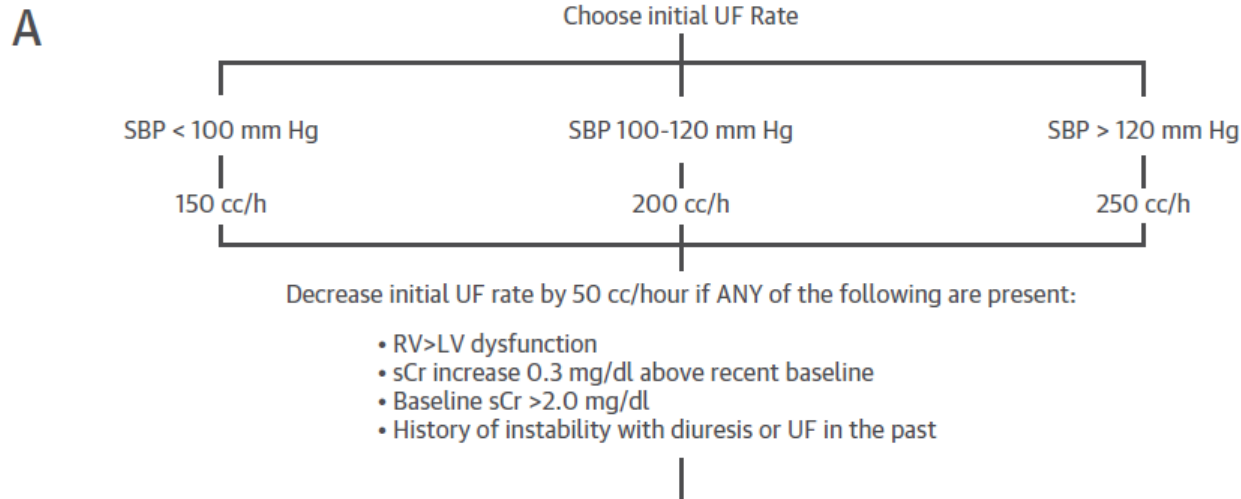 A
Choose initial UF Rate
SBP < 100 mm Hg
SBP 100-120 mm Hg
SBP > 120 mm Hg
150 cc/h
200 cc/h
250 cc/h
Decrease initial UF rate by 50 cc/hour if ANY of the following are present:
• RV>LV dysfunction
• sCr increase 0.3 mg/dl above recent baseline
• Baseline sCr >2.0 mg/dl
• History of instability with diuresis or UF in the past